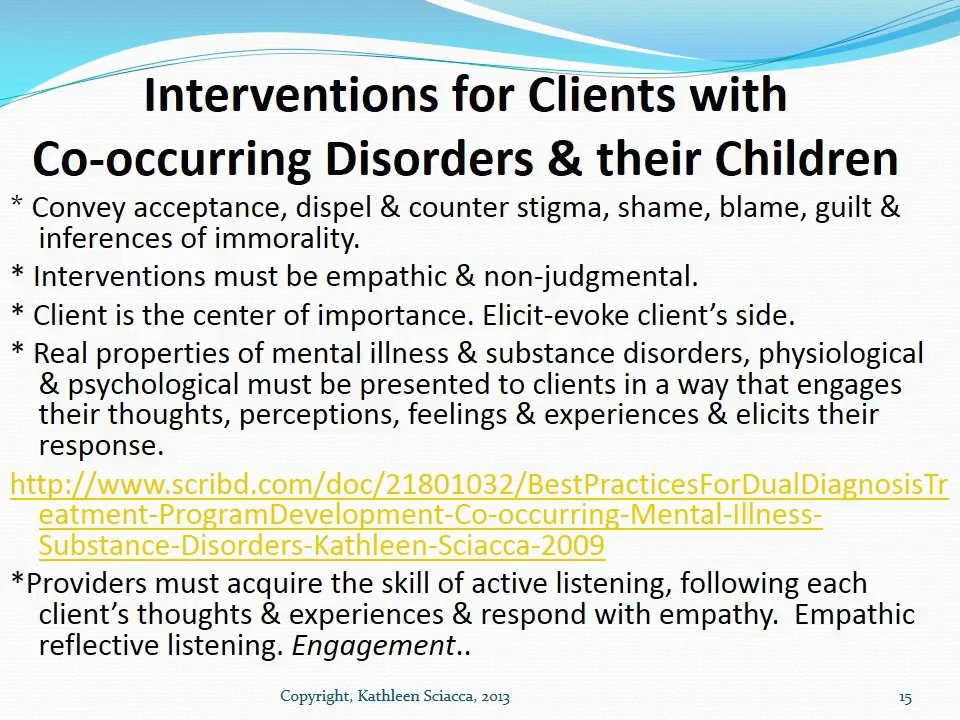 Interventions for Clients with
Co-occurring Disorders & their Children
* Convey acceptance, dispel & counter stigma, shame, blame, guilt &
inferences of immorality.
* Interventions must be empathic & non-judgmental.
* Client is the center of importance. Elicit-evoke client’s side.
* Real properties of mental illness & substance disorders, physiological
& psychological must be presented to clients in a way that engages
their thoughts, perceptions, feelings & experiences & elicits their
response.
http://www.scribd.com/doc/21801032/BestPracticesForDualDiagnosisTr
eatment-ProgramDevelopment-Co-occurring-Mental-Illness-
Substance-Disorders-Kathleen-Sciacca-2009
*Providers must acquire the skill of active listening, following each
client’s thoughts & experiences & respond with empathy.  Empathic
reflective listening. Engagement..
Copyright, Kathleen Sciacca, 2013
15